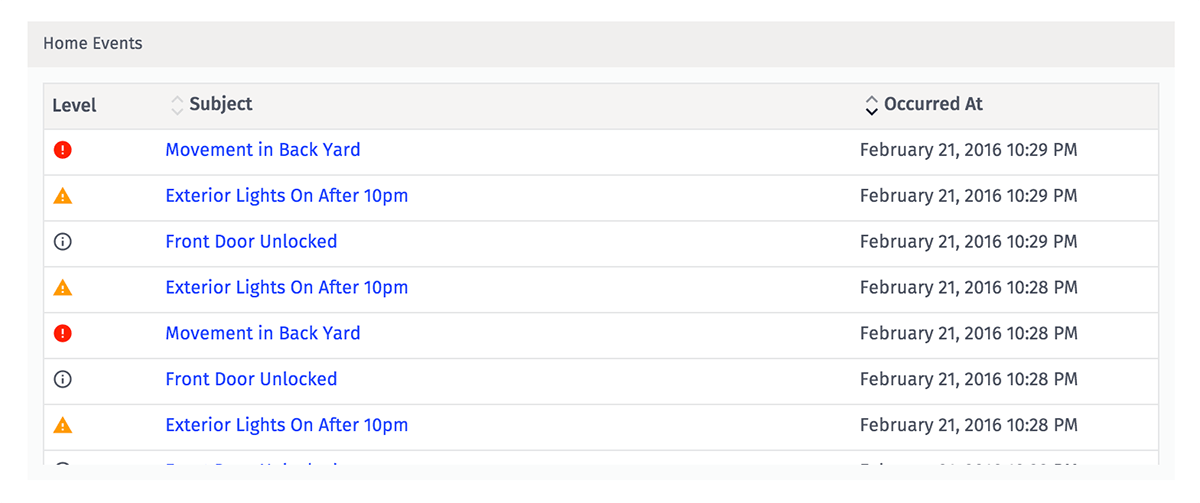 Home Events
Level Subject Occurred At
Movement in Back Yard February 21, 2016 10:29 PM
Exterior Lights On After 10pm February 21, 2016 10:29 PM
Front Door Unlocked February 21, 2016 10:29 PM
Exterior Lights On After 10pm February 21, 2016 10:28 PM
Movement in Back Yard February 21, 2016 10:28 PM
Front Door Unlocked February 21, 2016 10:28 PM
Exterior Lights On After 10pm February 21, 2016 10:28 PM